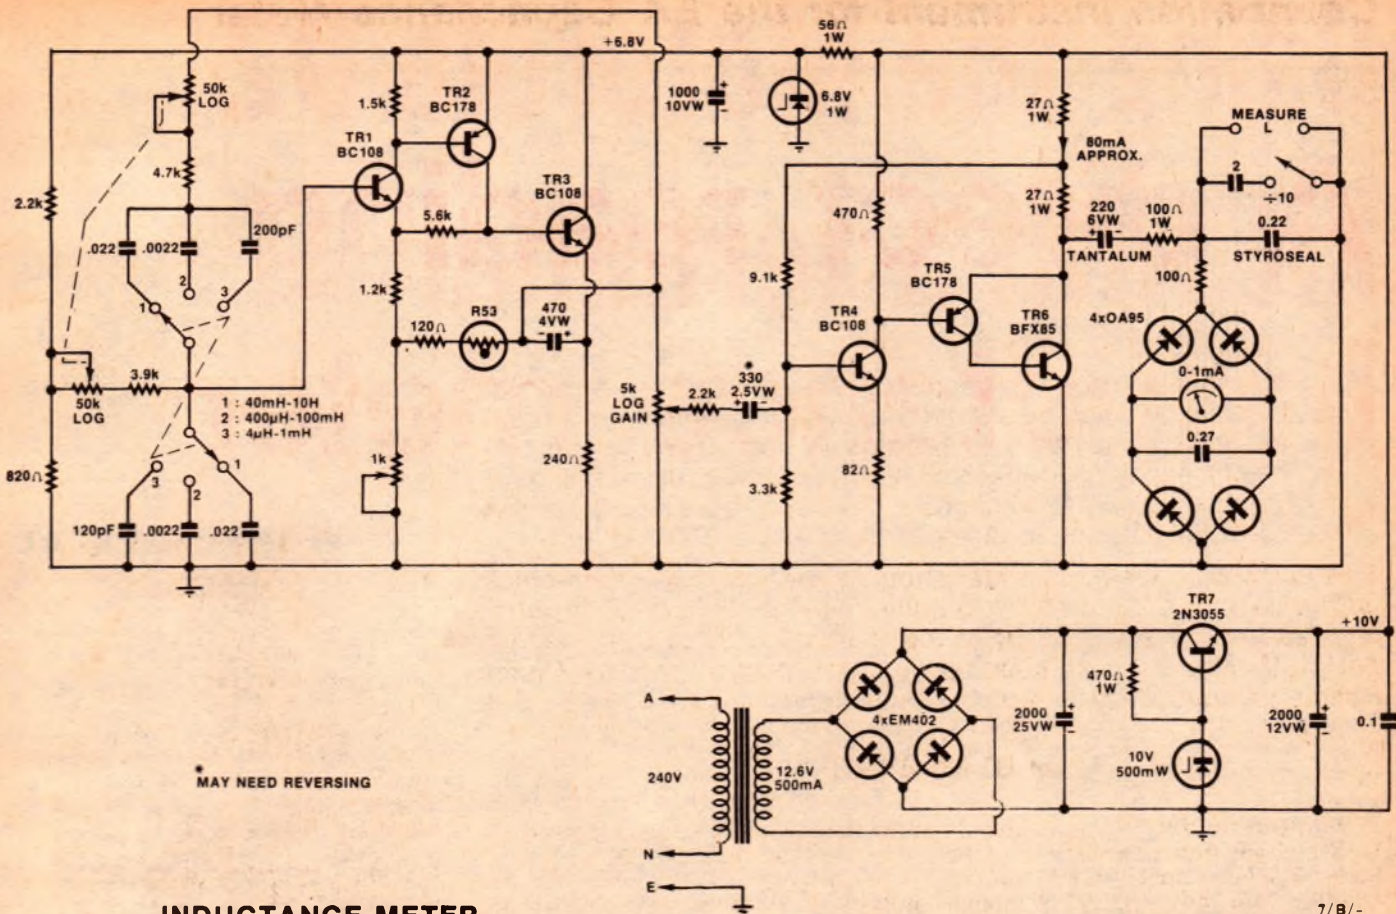 +6.8V
56Ω
1W
50k
LOG
1.5k
TR2
BC178
1000
10VW
6.8V
1W
27Ω
1W
MEASURE
L
TR1
BC108
80mA
APPROX.
4.7k
TR3
BC108
2
÷10
2.2k
470Ω
27Ω
1W
220
6VW
100Ω
1W
.022
.0022
200pF
5.6k
0.22
TANTALUM
STYROSEAL
1
2
3
9.1k
TR5
BC178
100Ω
1.2k
470
4VW
R53
120Ω
TR4
BC108
TR6
BFX85
4xOA95
0-1mA
3.9k
*
330
2.5VW
50k
LOG
1 : 40mH-10H
2 : 400µH-100mH
3 : 4µH-1mH
5k
LOG
GAIN
2.2k
0.27
820Ω
1k
240Ω
82Ω
3
2
1
3.3k
120pF
.0022
.022
TR7
2N3055
+10V
A
470Ω
1W
4xEM402
2000
25VW
2000
12VW
0.1
*
MAY NEED REVERSING
240V
12.6V
500mA
10V
500mW
N
E
INDUCTANCE METER
7/B/-